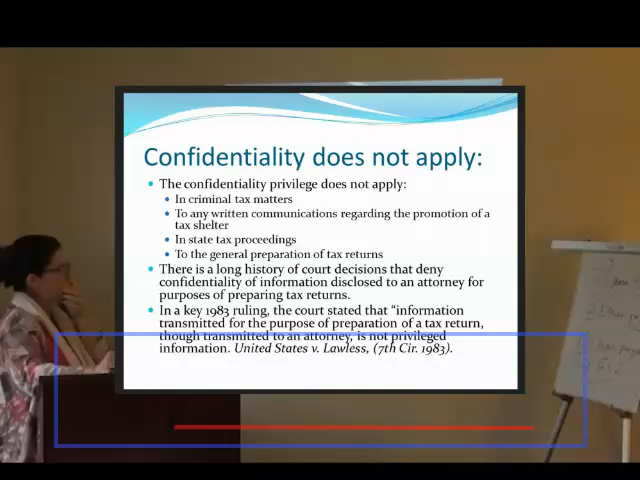 Confidentiality does not apply:
The confidentiality privilege does not apply:
In criminal tax matters
To any written communications regarding the promotion of a
tax shelter
In state tax proceedings
To the general preparation of tax returns
There is a long history of court decisions that deny
confidentiality of information disclosed to an attorney for
purposes of preparing tax returns.
In a key 1983 ruling, the court stated that “information
transmitted for the purpose of preparation of a tax return,
though transmitted to an attorney, is not privileged
information. United States v. Lawless, (7th Cir. 1983).